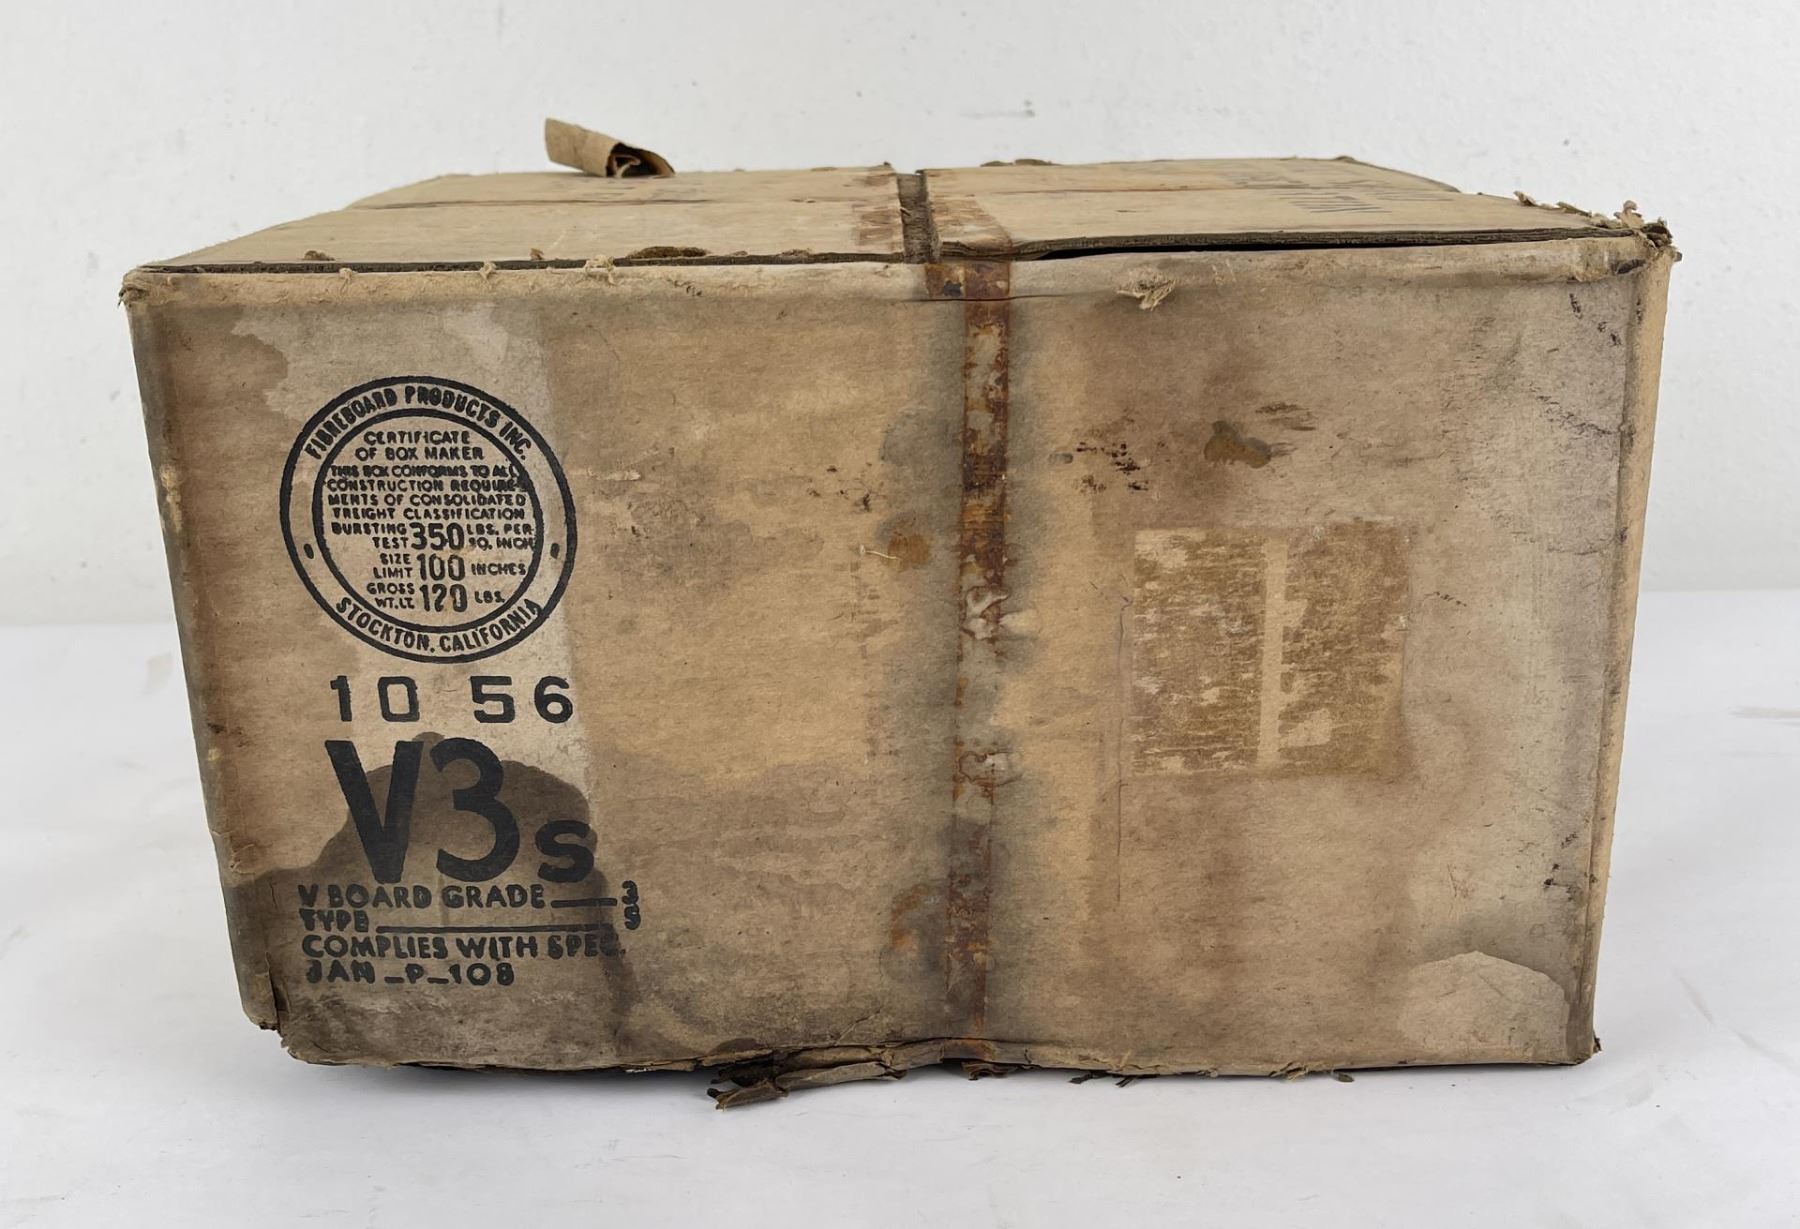 FIBREBOARD PRODUCTS INC.
CERTIFICATE
OF BOX MAKER
THIS BOX CONFORMS TO ALL
CONSTRUCTION REQUIRE-
MENTS OF CONSOLIDATED
FREIGHT CLASSIFICATION
BURSTING TEST 350 LBS. PER SQ. INCH
SIZE LIMIT 100 INCHES
GROSS WT. LT. 120 LBS.
STOCKTON, CALIFORNIA
10 56
V3s
V BOARD GRADE 3
TYPE S
COMPLIES WITH SPEC.
JAN-P-108